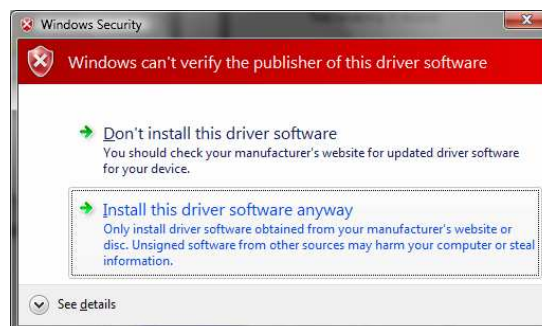 Windows Security
Windows can't verify the publisher of this driver software
Don't install this driver software
You should check your manufacturer's website for updated driver software
for your device.
Install this driver software anyway
Only install driver software obtained from your manufacturer's website or
disc. Unsigned software from other sources may harm your computer or steal
information.
See details